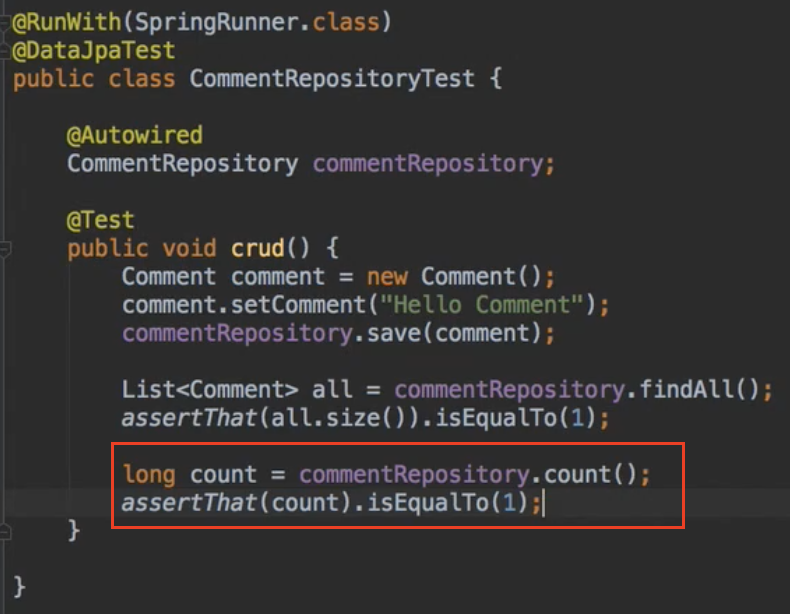 @RunWith(SpringRunner.class)
@DataJpaTest
public class CommentRepositoryTest {
@Autowired
CommentRepository commentRepository;
@Test
public void crud() {
Comment comment = new Comment();
comment.setComment("Hello Comment");
commentRepository.save(comment);
List<Comment> all = commentRepository.findAll();
assertThat(all.size()).isEqualTo(1);
long count = commentRepository.count();
assertThat(count).isEqualTo(1);
}
}